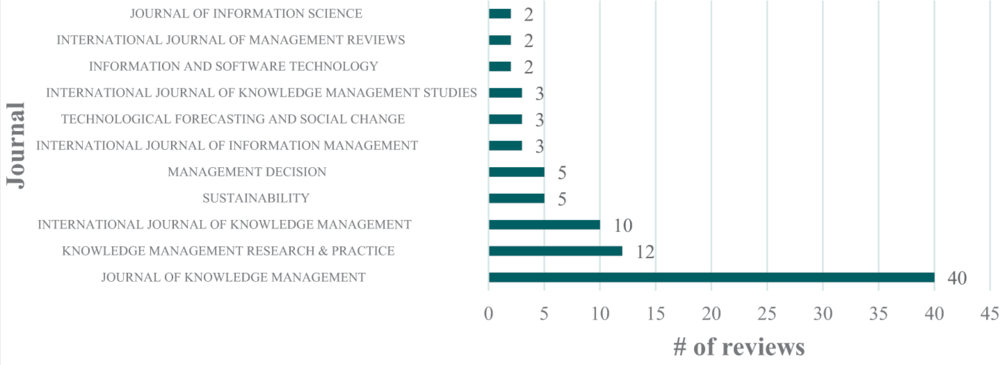 JOURNAL OF INFORMATION SCIENCE 2
INTERNATIONAL JOURNAL OF MANAGEMENT REVIEWS 2
INFORMATION AND SOFTWARE TECHNOLOGY 2
INTERNATIONAL JOURNAL OF KNOWLEDGE MANAGEMENT STUDIES 3
TECHNOLOGICAL FORECASTING AND SOCIAL CHANGE 3
INTERNATIONAL JOURNAL OF INFORMATION MANAGEMENT 3
MANAGEMENT DECISION 5
SUSTAINABILITY 5
INTERNATIONAL JOURNAL OF KNOWLEDGE MANAGEMENT 10
KNOWLEDGE MANAGEMENT RESEARCH & PRACTICE 12
JOURNAL OF KNOWLEDGE MANAGEMENT 40
Journal
0 5 10 15 20 25 30 35 40 45
# of reviews